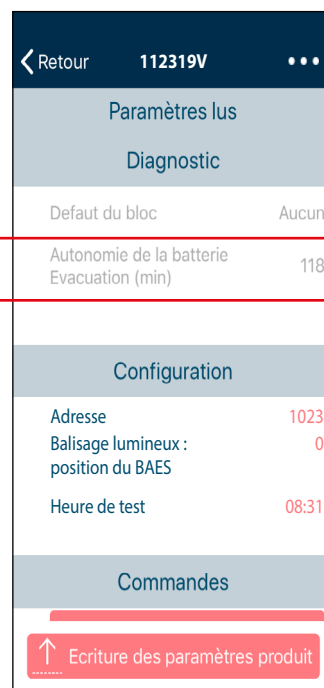 Retour 112319V
Paramètres lus
Diagnostic
Defaut du bloc Aucun
Autonomie de la batterie
Evacuation (min) 118
Configuration
Adresse 1023
Balisage lumineux : 0
position du BAES
Heure de test 08:31
Commandes
Ecriture des paramètres produit